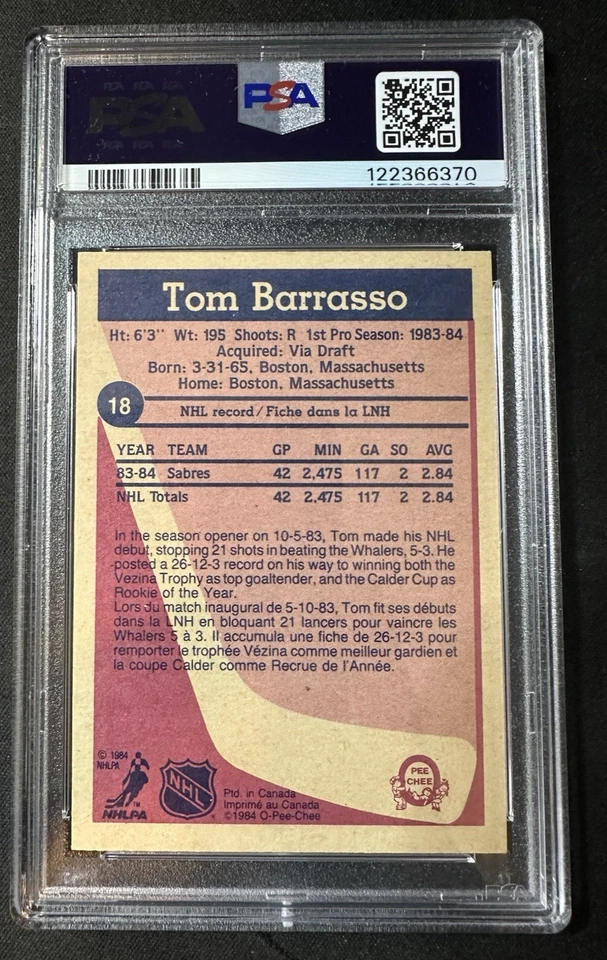 PSA
PSA
122366370
Tom Barrasso
Ht: 6'3'' Wt: 195 Shoots: R 1st Pro Season: 1983-84
Acquired: Via Draft
Born: 3-31-65, Boston, Massachusetts
Home: Boston, Massachusetts
18
NHL record/Fiche dans la LNH
YEAR TEAM GP MIN GA SO AVG
83-84 Sabres 42 2,475 117 2 2.84
NHL Totals 42 2,475 117 2 2.84
In the season opener on 10-5-83, Tom made his NHL
debut, stopping 21 shots in beating the Whalers, 5-3. He
posted a 26-12-3 record on his way to winning both the
Vezina Trophy as top goaltender, and the Calder Cup as
Rookie of the Year.
Lors du match inaugural de 5-10-83, Tom fit ses débuts
dans la LNH en bloquant 21 lancers pour vaincre les
Whalers 5 à 3. Il accumula une fiche de 26-12-3 pour
remporter le trophée Vézina comme meilleur gardien et
la coupe Calder comme Recrue de l'Année.
© 1984
NHLPA
NHLPA
TM
NHL
Ptd. in Canada
Imprimé au Canada
©1984 O-Pee-Chee
PEE
CHEE
PSA